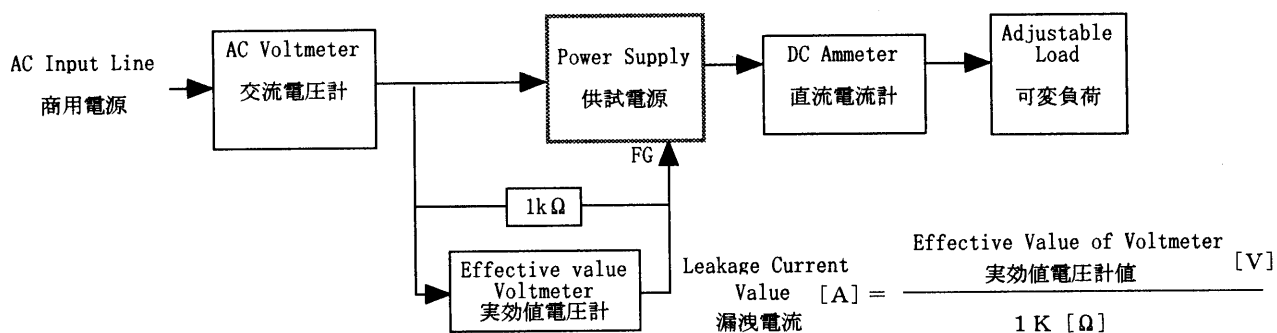 AC Input Line
商用電源
AC Voltmeter
交流電圧計
Power Supply
供試電源
DC Ammeter
直流電流計
Adjustable
Load
可変負荷
FG
1kΩ
Effective value
Voltmeter
実効値電圧計
Leakage Current
Value [A] =
漏洩電流
Effective Value of Voltmeter
実効値電圧計値 [V]
1K [Ω]